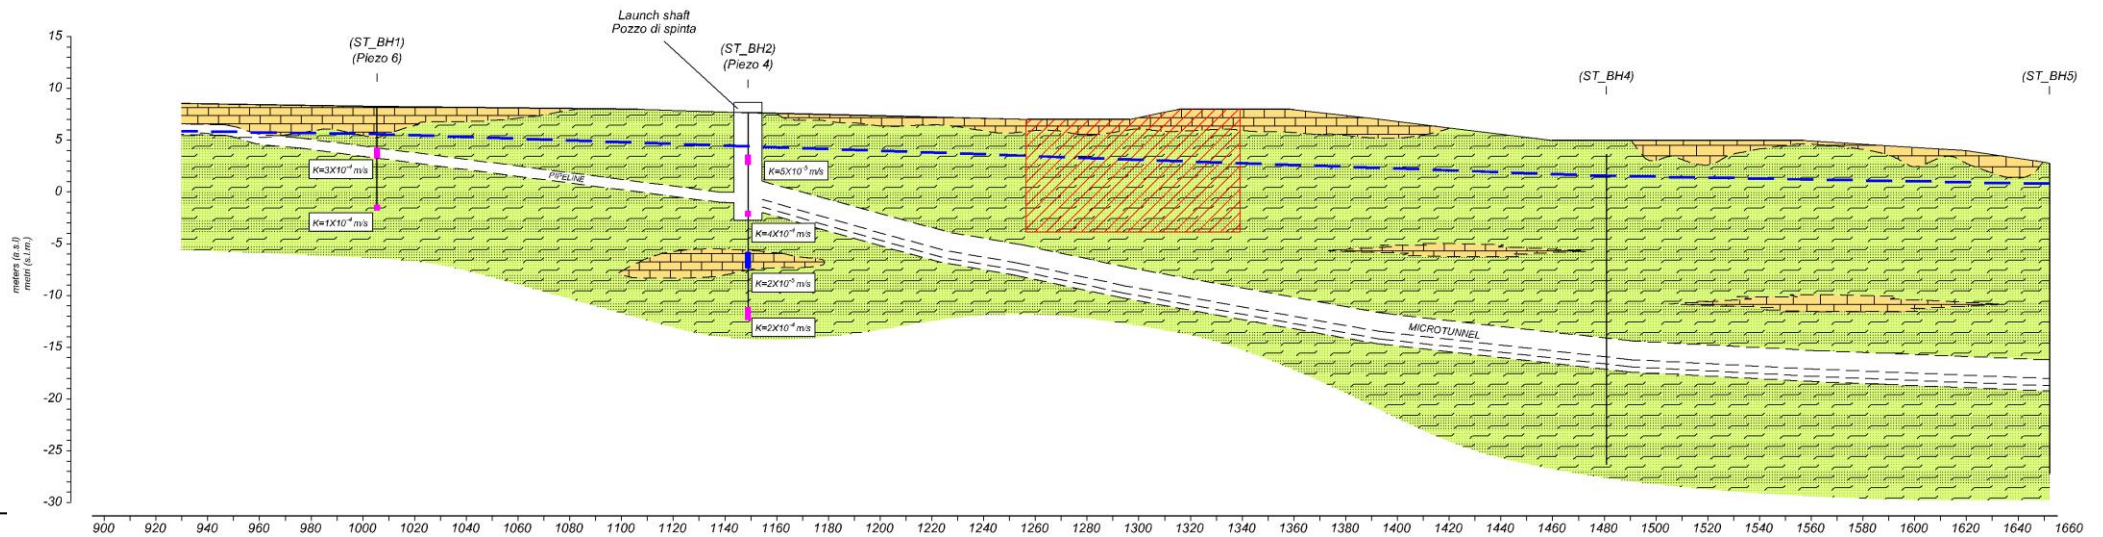 Launch shaft
Pozzo di spinta
(ST_BH1)
(Piezo 6)
(ST_BH2)
(Piezo 4)
(ST_BH4)
(ST_BH5)
15
10
5
0
-5
-10
-15
-20
-25
-30
meters (a.s.l)
metri (s.l.m.)
K=3X10⁻⁴ m/s
K=1X10⁻⁴ m/s
PIPELINE
K=5X10⁻⁵ m/s
K=4X10⁻⁴ m/s
K=2X10⁻⁵ m/s
K=2X10⁻⁴ m/s
MICROTUNNEL
900 920 940 960 980 1000 1020 1040 1060 1080 1100 1120 1140 1160 1180 1200 1220 1240 1260 1280 1300 1320 1340 1360 1380 1400 1420 1440 1460 1480 1500 1520 1540 1560 1580 1600 1620 1640 1660